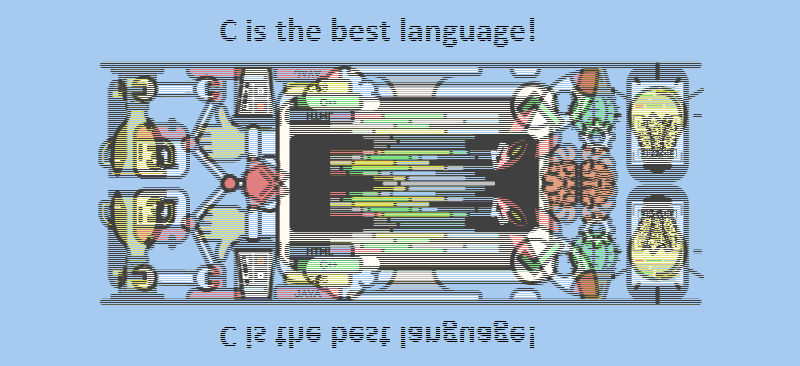 C is the best language!
JAVA
C++
HTML
HTML
C++
JAVA
C is the best language!